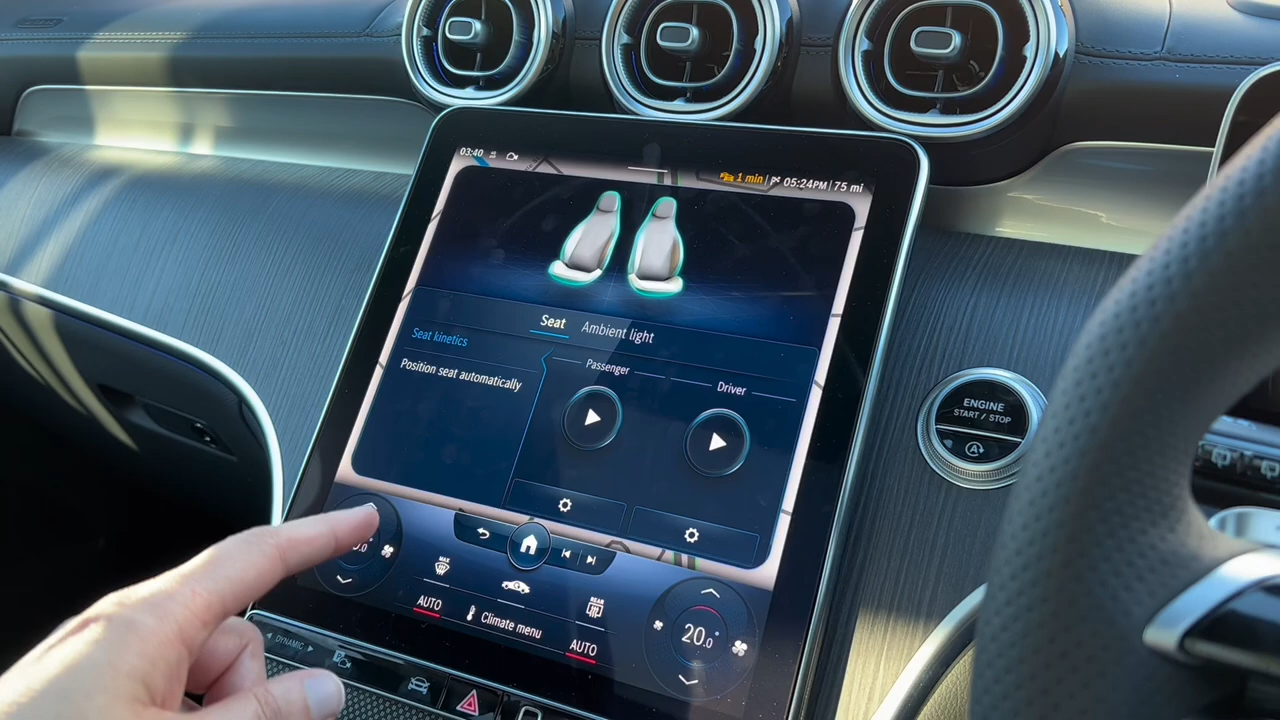 03:40
1 min | 05:24PM | 75 mi
Seat Ambient light
Seat kinetics
Position seat automatically
Passenger
Driver
ENGINE
START / STOP
A
MAX
REAR
AUTO
Climate menu
AUTO
20.0°
DYNAMIC